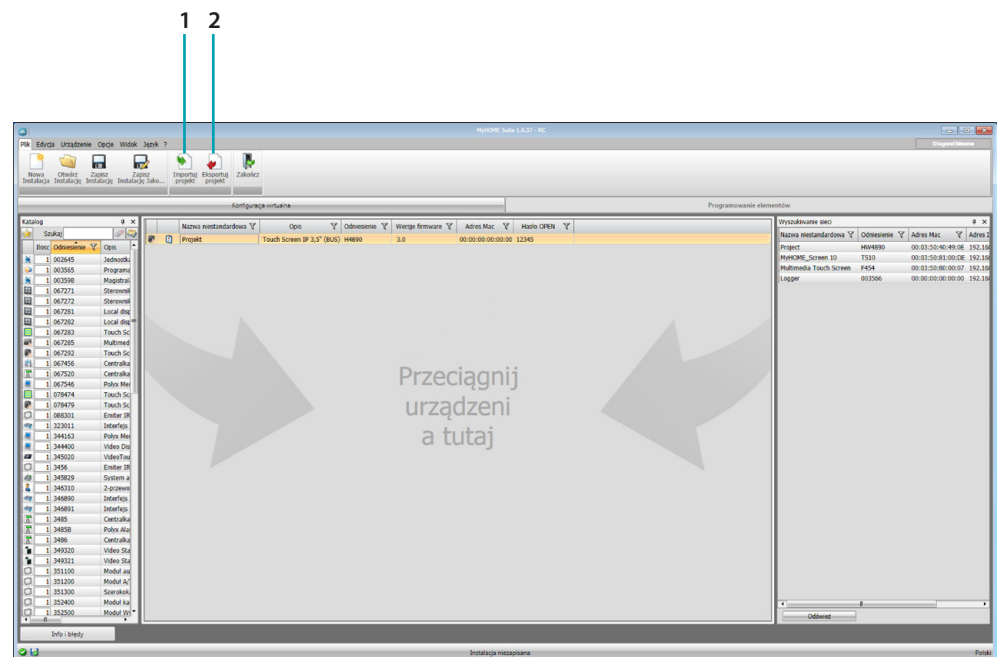 1 2
MyHOME Suite 1.0.57 - RC
Plik Edycja Urządzenie Opcje Widok Język ?
Nowa Instalacja
Otwórz Instalację
Zapisz Instalację
Zapisz Instalację Jako...
Importuj projekt
Eksportuj projekt
Zakończ
Konfiguracja wirtualna
Programowanie elementów
Katalog
Szukaj
Ilosc Odniesienie Opis
1 002645 Jednostk
1 003565 Programa
1 003598 Magistral
1 067271 Sterownik
1 067272 Sterownik
1 067281 Local disp
1 067282 Local disp
1 067283 Touch Sc
1 067285 Multimed
1 067292 Touch Sc
1 067456 Centralka
1 067520 Centralka
1 067546 Polyx Me
1 078474 Touch Sc
1 078479 Touch Sc
1 088301 Emiter IR
1 323011 Interfejs
1 344163 Polyx Me
1 344400 Video Dis
1 345020 VideoTou
1 3456 Emiter IR
1 345829 System a
1 346310 2-przewo
1 346890 Interfejs
1 346891 Interfejs
1 3485 Centralka
1 3485B Polyx Ala
1 3486 Centralka
1 349320 Video Sta
1 349321 Video Sta
1 351100 Moduł au
1 351200 Moduł A/
1 351300 Szerokok
1 352400 Moduł ka
1 352500 Moduł
Nazwa niestandardowa Opis Odniesienie Wersje firmware Adres Mac Hasło OPEN
Projekt Touch Screen IP 3,5" (BUS) H4890 3.0 00:00:00:00:00:00 12345
Przeciągnij
urządzeni
a tutaj
Wyszukiwanie sieci
Nazwa niestandardowa Odniesienie Adres Mac Adres I
Project HW4890 00:03:50:40:49:0E 192.16
MyHOME_Screen 10 TS10 00:03:50:81:00:DE 192.16
Multimedia Touch Screen F454 00:03:50:80:00:07 192.16
Logger 003566 00:00:00:00:00:00 192.16
Odśwież
Info i błędy
Instalacja niezapisana
Polski